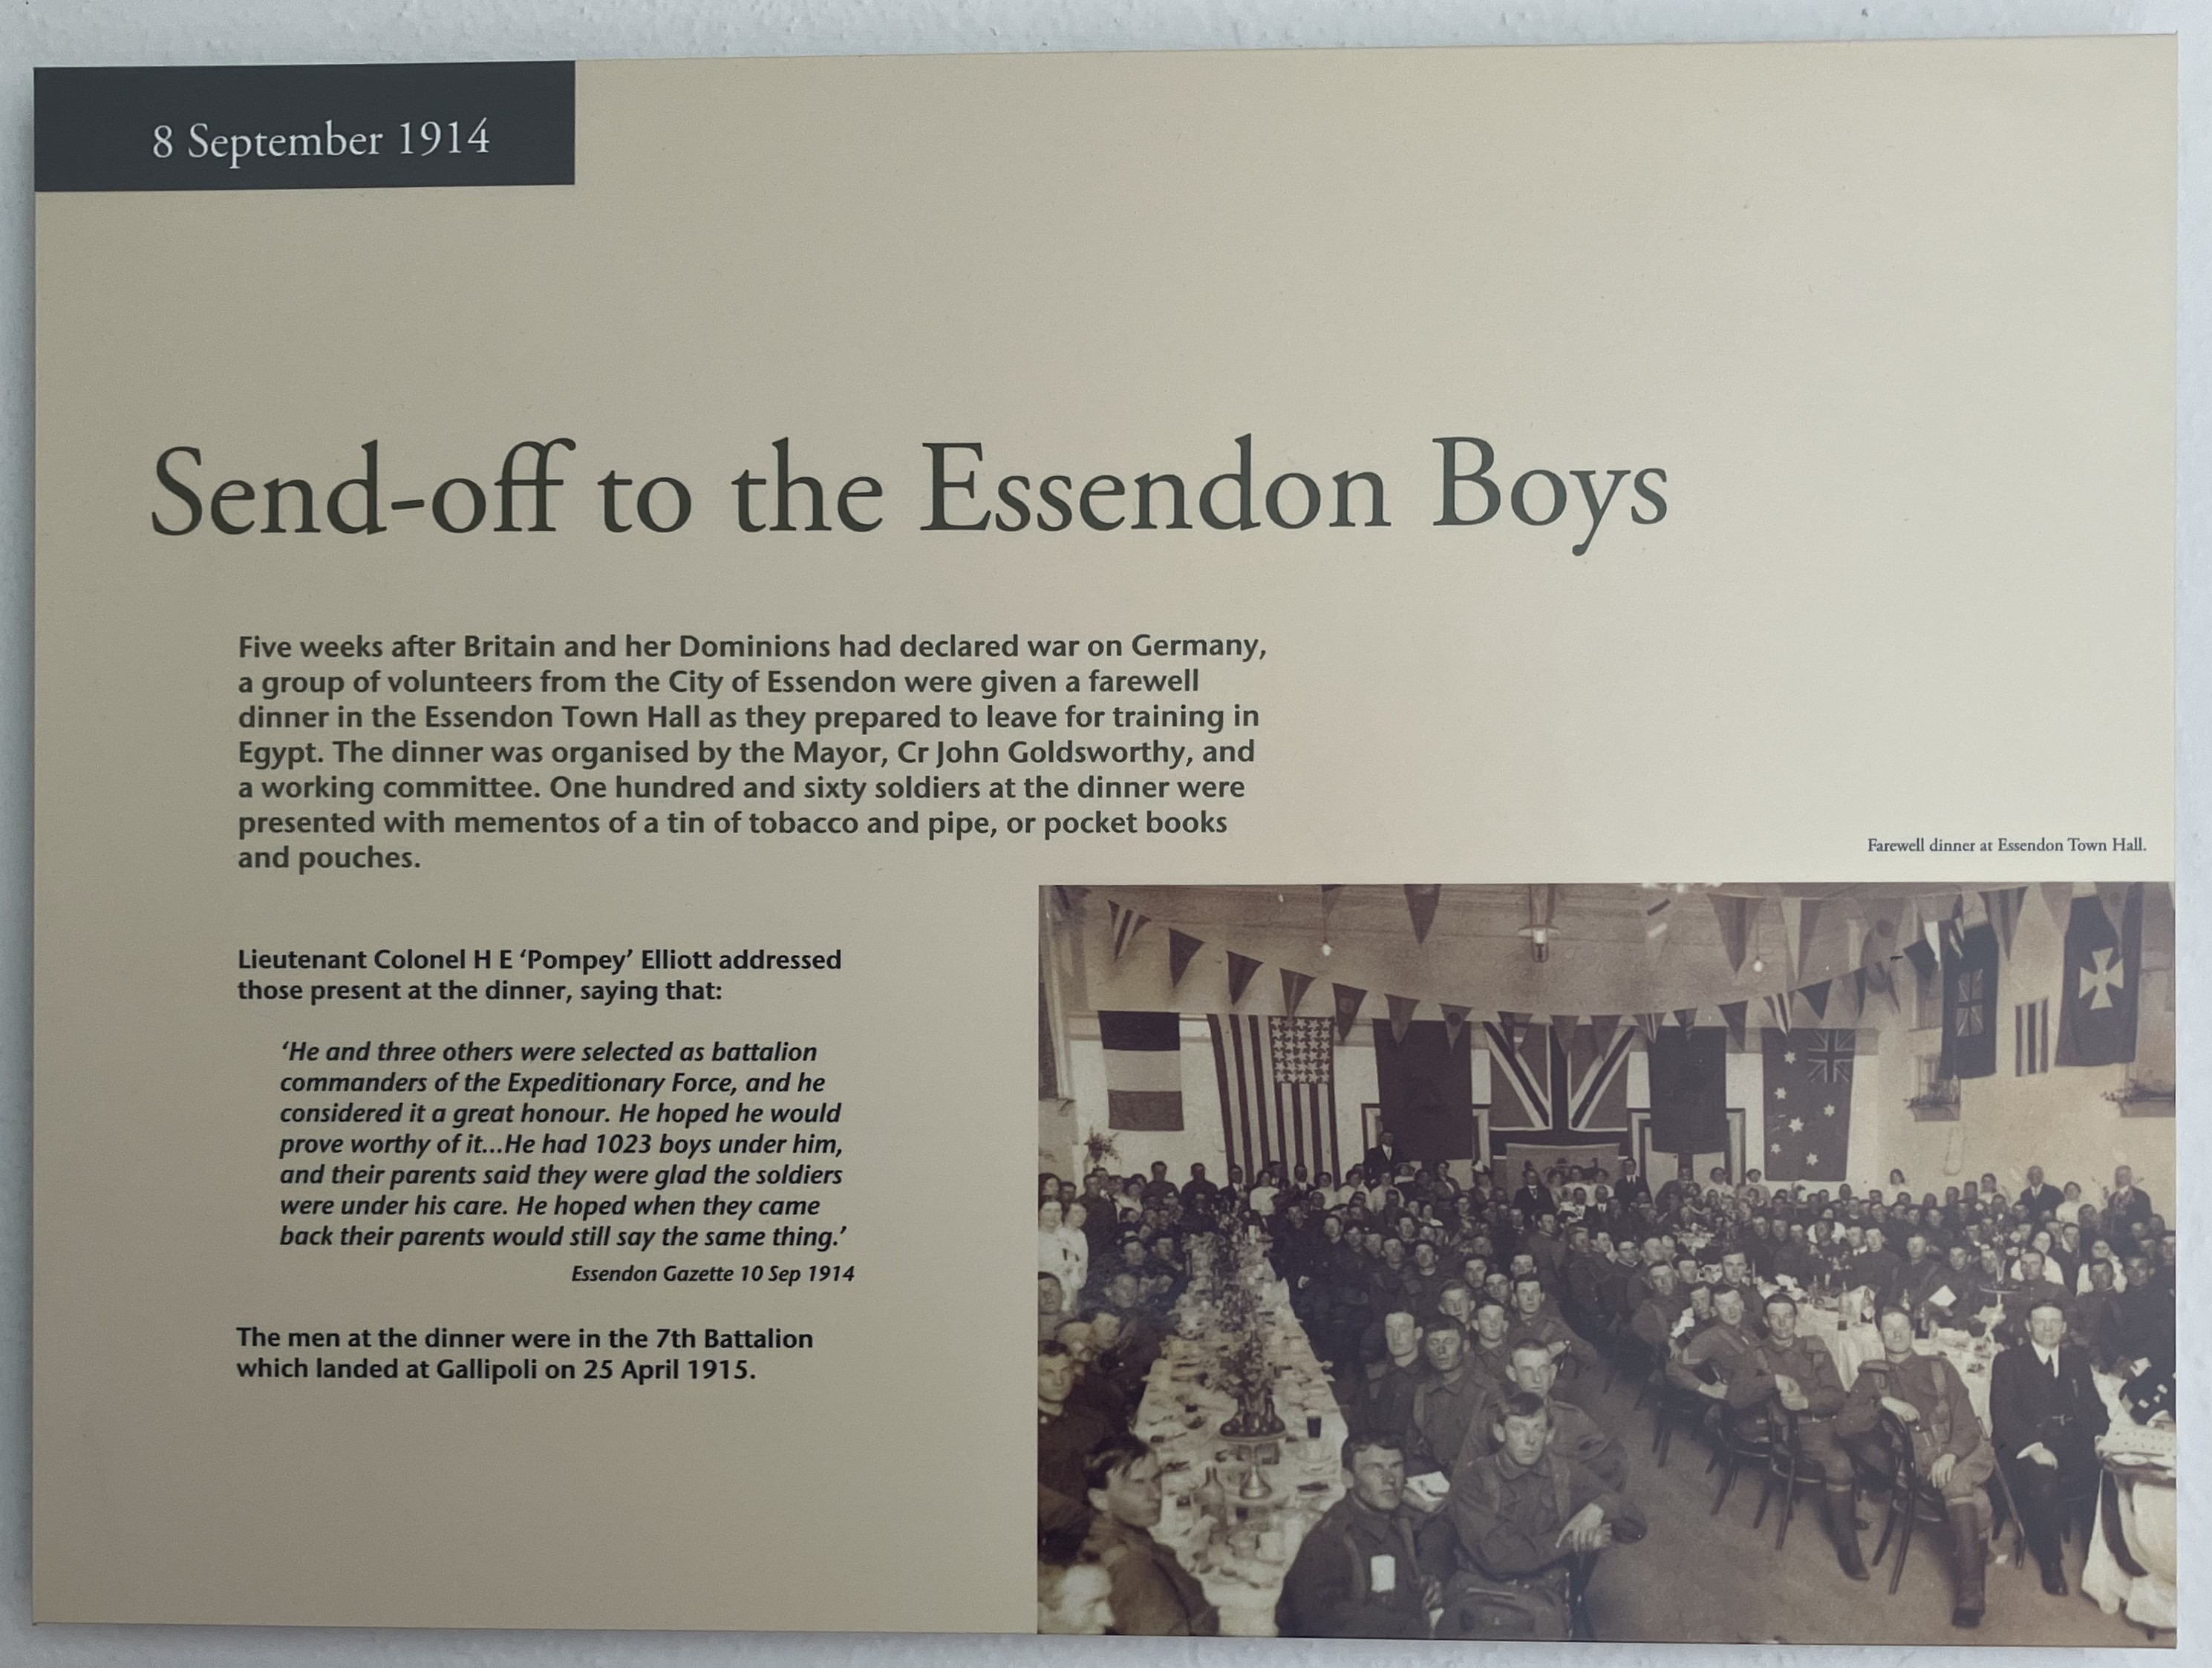 8 September 1914
Send-off to the Essendon Boys
Five weeks after Britain and her Dominions had declared war on Germany,
a group of volunteers from the City of Essendon were given a farewell
dinner in the Essendon Town Hall as they prepared to leave for training in
Egypt. The dinner was organised by the Mayor, Cr John Goldsworthy, and
a working committee. One hundred and sixty soldiers at the dinner were
presented with mementos of a tin of tobacco and pipe, or pocket books
and pouches.
Farewell dinner at Essendon Town Hall.
Lieutenant Colonel H E ‘Pompey’ Elliott addressed
those present at the dinner, saying that:
‘He and three others were selected as battalion
commanders of the Expeditionary Force, and he
considered it a great honour. He hoped he would
prove worthy of it...He had 1023 boys under him,
and their parents said they were glad the soldiers
were under his care. He hoped when they came
back their parents would still say the same thing.’
Essendon Gazette 10 Sep 1914
The men at the dinner were in the 7th Battalion
which landed at Gallipoli on 25 April 1915.